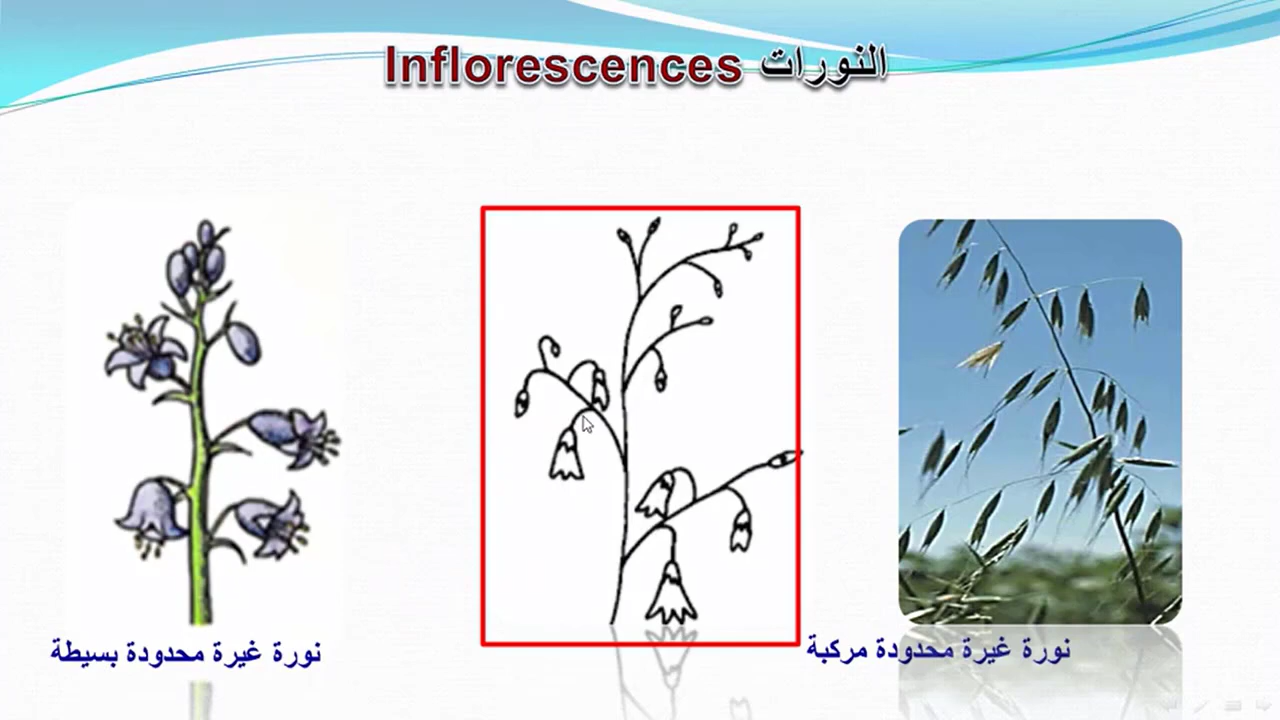 النورات Inflorescences
نورة غيرة محدودة مركبة
نورة غيرة محدودة بسيطة